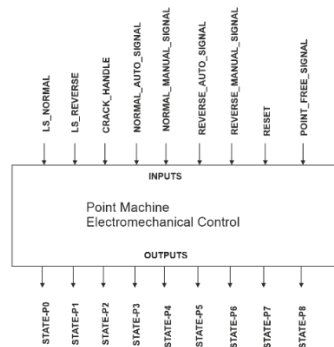 LS_NORMAL
LS_REVERSE
CRACK_HANDLE
NORMAL_AUTO_SIGNAL
NORMAL_MANUAL_SIGNAL
REVERSE_AUTO_SIGNAL
REVERSE_MANUAL_SIGNAL
RESET
POINT_FREE_SIGNAL
INPUTS
Point Machine
Electromechanical Control
OUTPUTS
STATE-P0
STATE-P1
STATE-P2
STATE-P3
STATE-P4
STATE-P5
STATE-P6
STATE-P7
STATE-P8